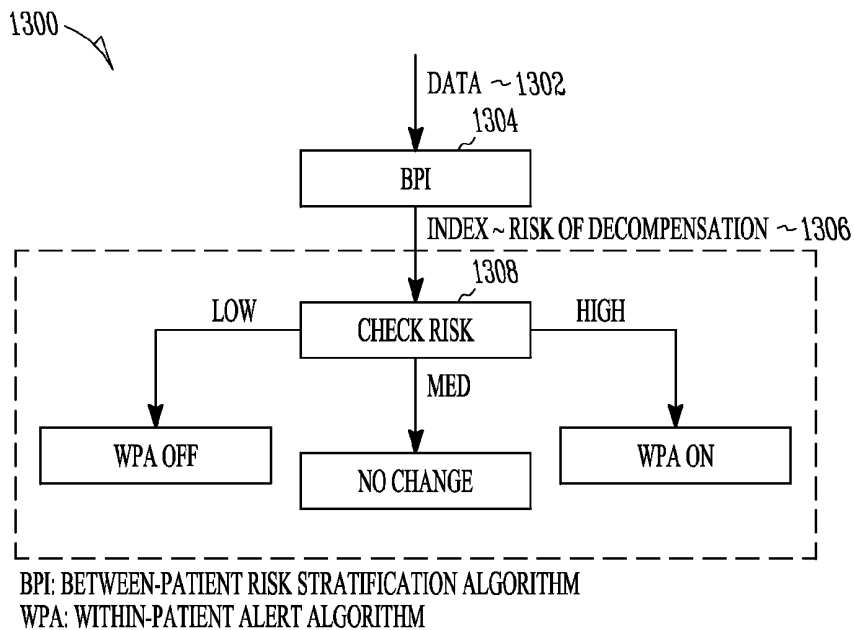 1300
DATA ~1302
1304
BPI
INDEX ~ RISK OF DECOMPENSATION ~1306
1308
LOW
CHECK RISK
HIGH
MED
WPA OFF
NO CHANGE
WPA ON
BPI: BETWEEN-PATIENT RISK STRATIFICATION ALGORITHM
WPA: WITHIN-PATIENT ALERT ALGORITHM